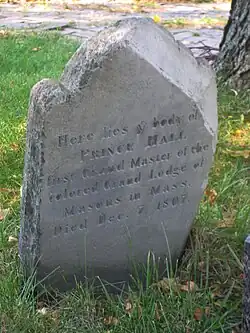 Here lies y body of
PRINCE HALL
first Grand Master of the
colored Grand Lodge of
Masons in Mass.
Died Dec. 7, 1807